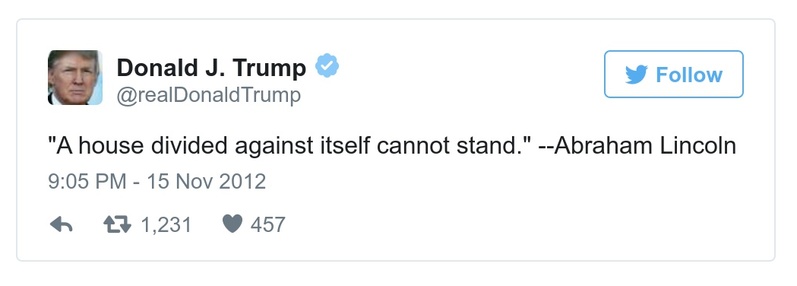 Donald J. Trump
@realDonaldTrump
Follow
"A house divided against itself cannot stand." --Abraham Lincoln
9:05 PM - 15 Nov 2012
1,231 457